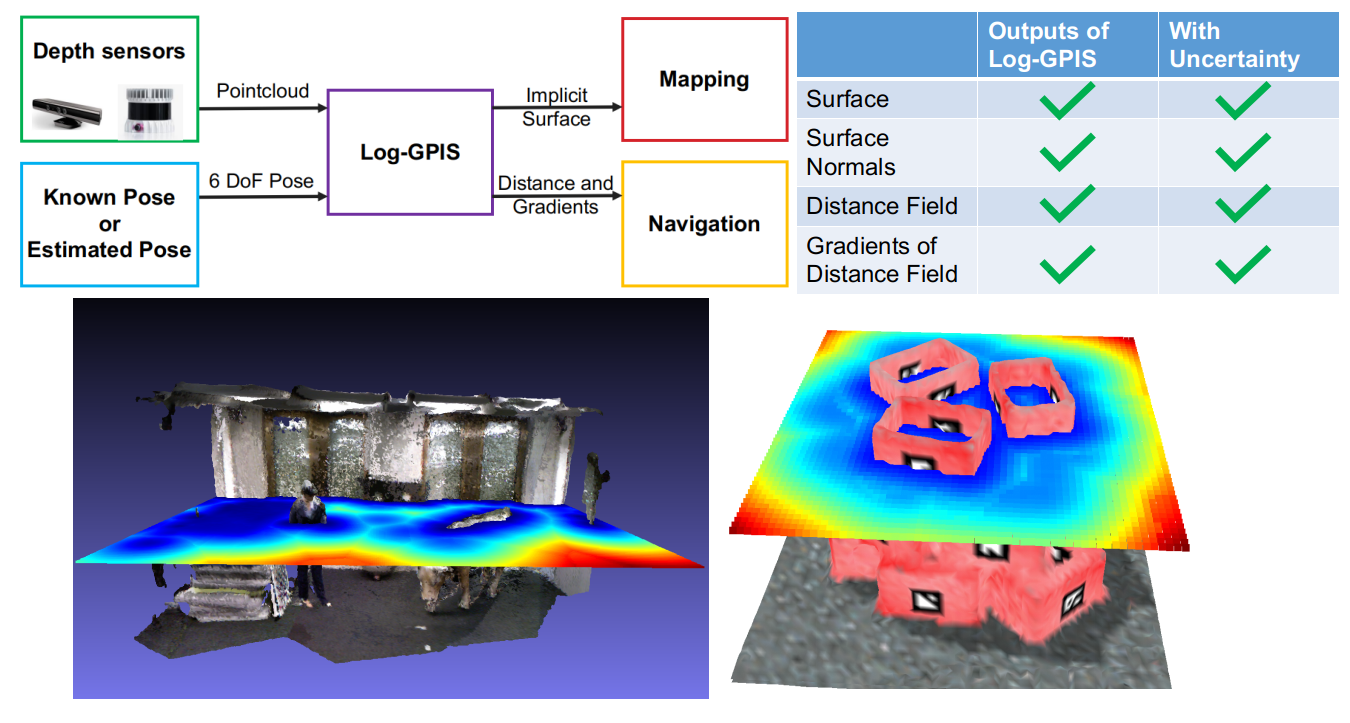 Depth sensors
Pointcloud
Known Pose
or
Estimated Pose
6 DoF Pose
Log-GPIS
Implicit
Surface
Distance and
Gradients
Mapping
Navigation
Outputs of
Log-GPIS
With
Uncertainty
Surface
Surface
Normals
Distance Field
Gradients of
Distance Field